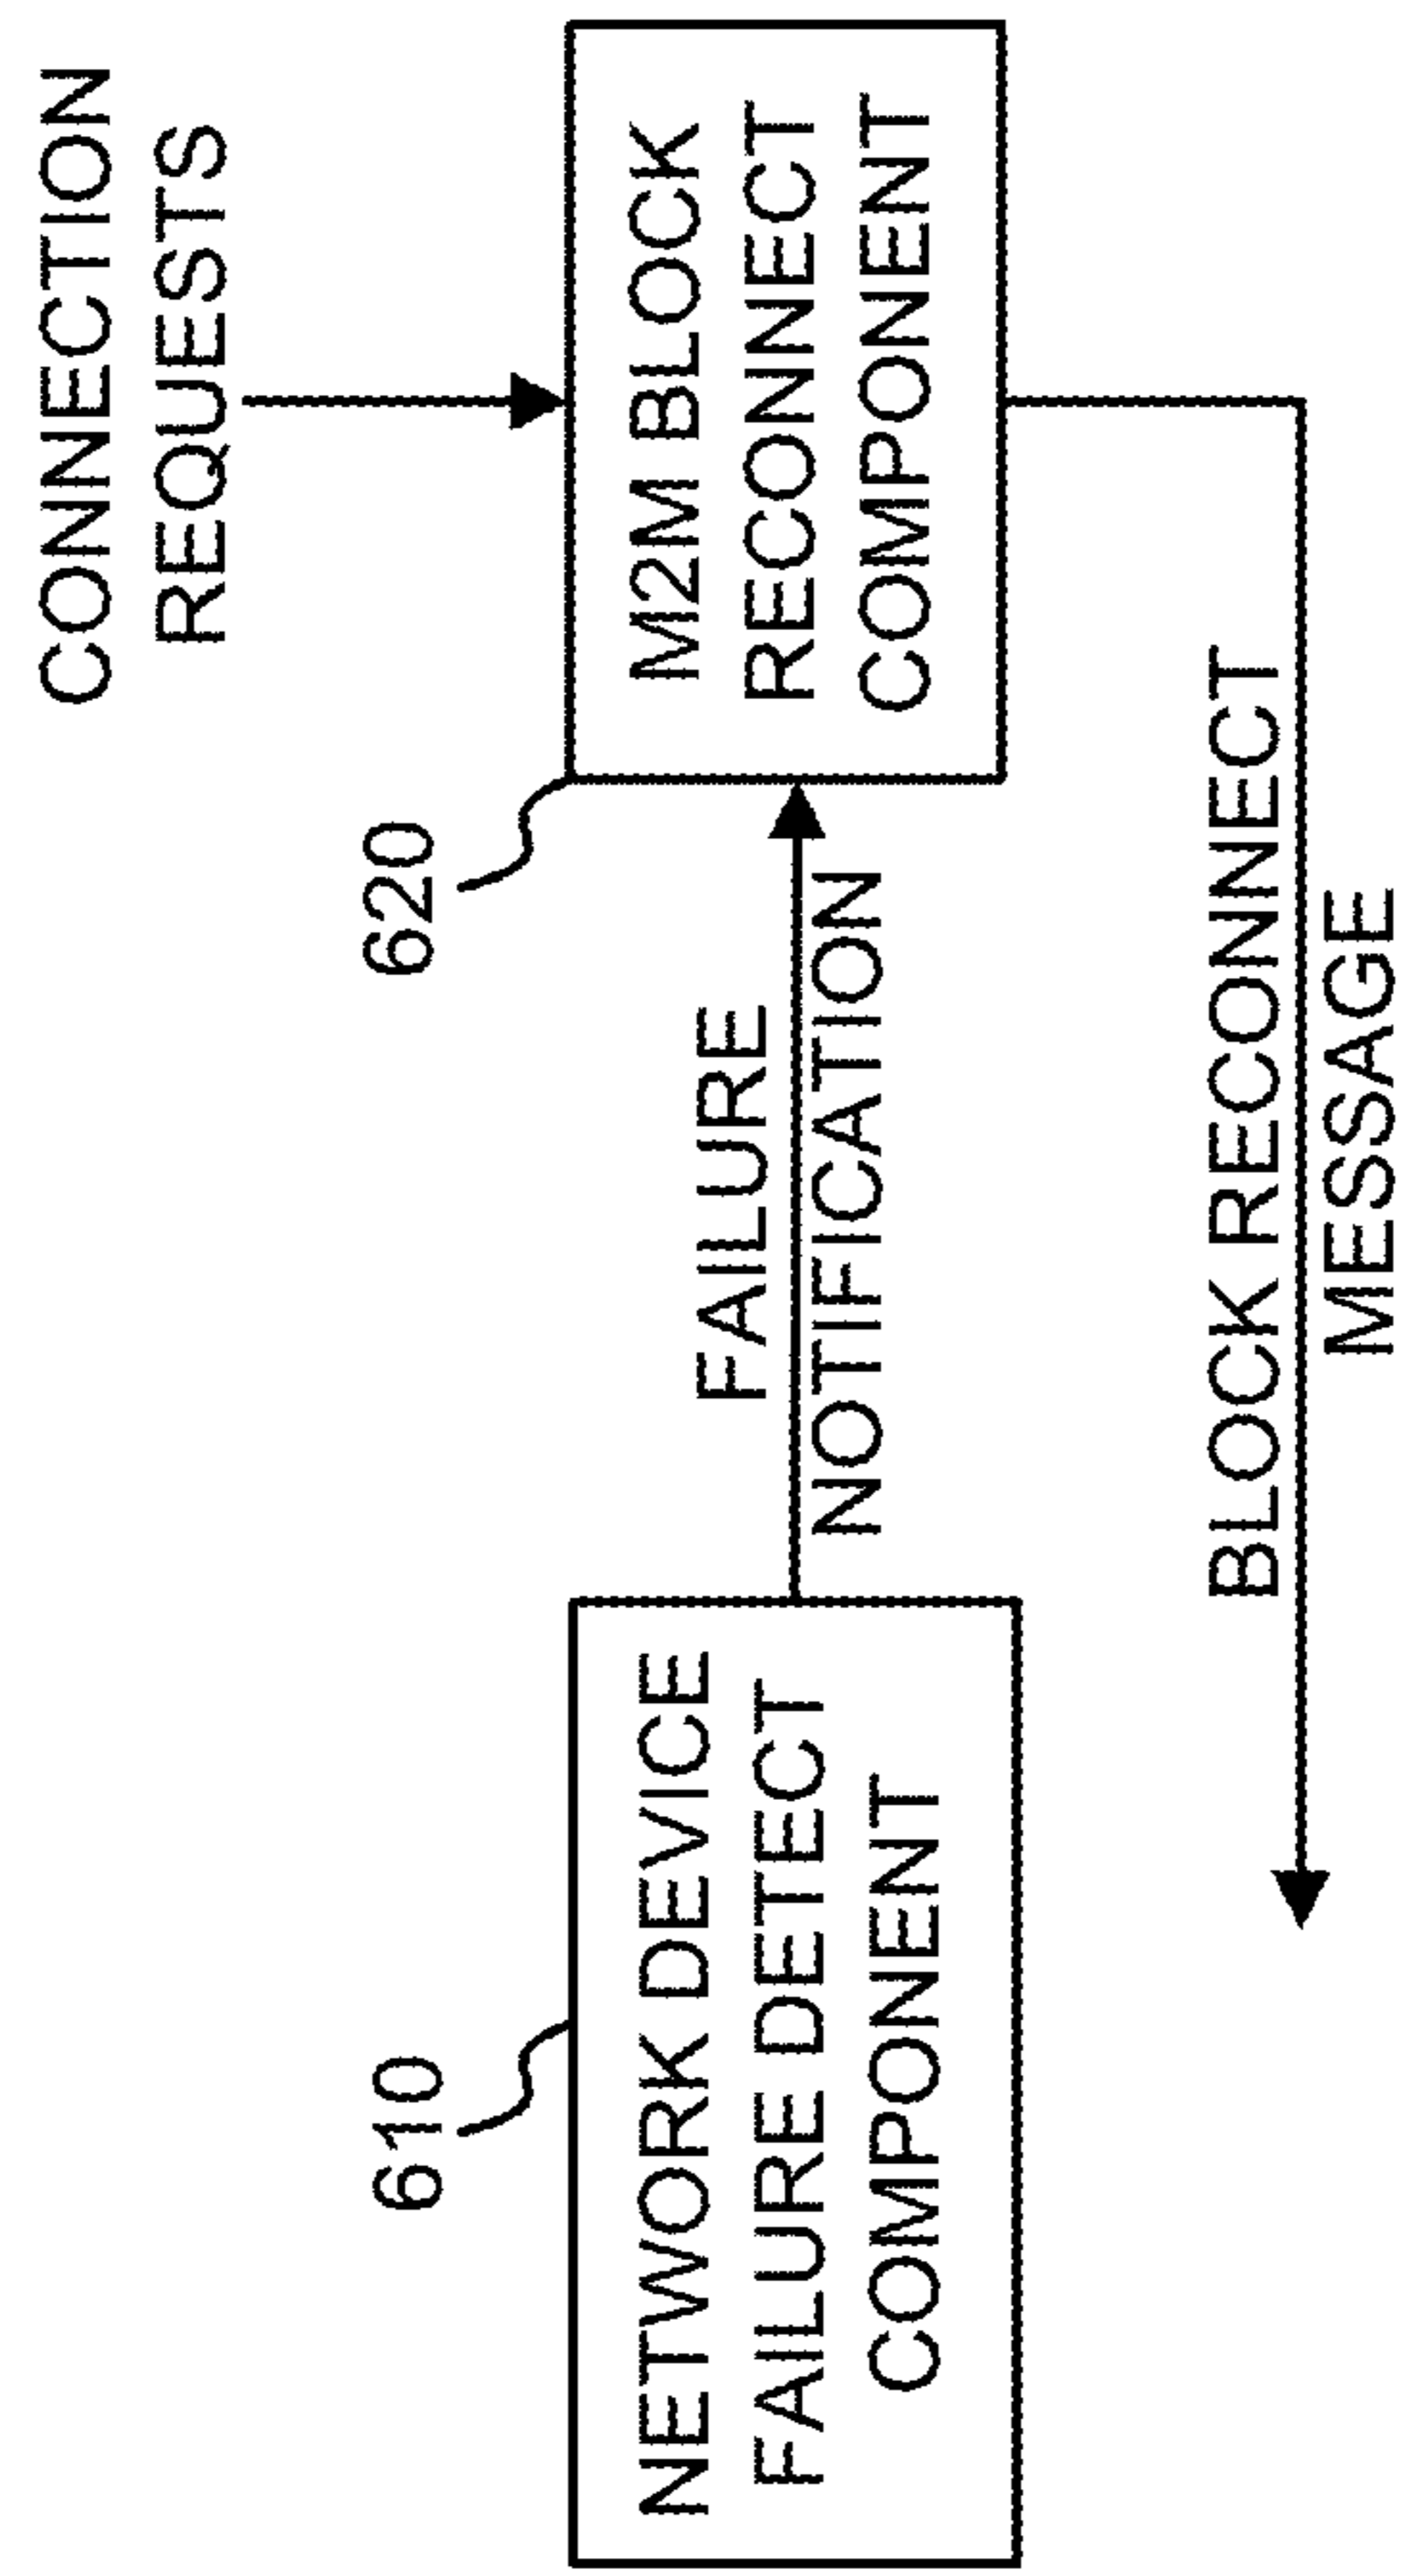 CONNECTION
REQUESTS
610
620
NETWORK DEVICE
FAILURE DETECT
COMPONENT
FAILURE
NOTIFICATION
M2M BLOCK
RECONNECT
COMPONENT
BLOCK RECONNECT
MESSAGE